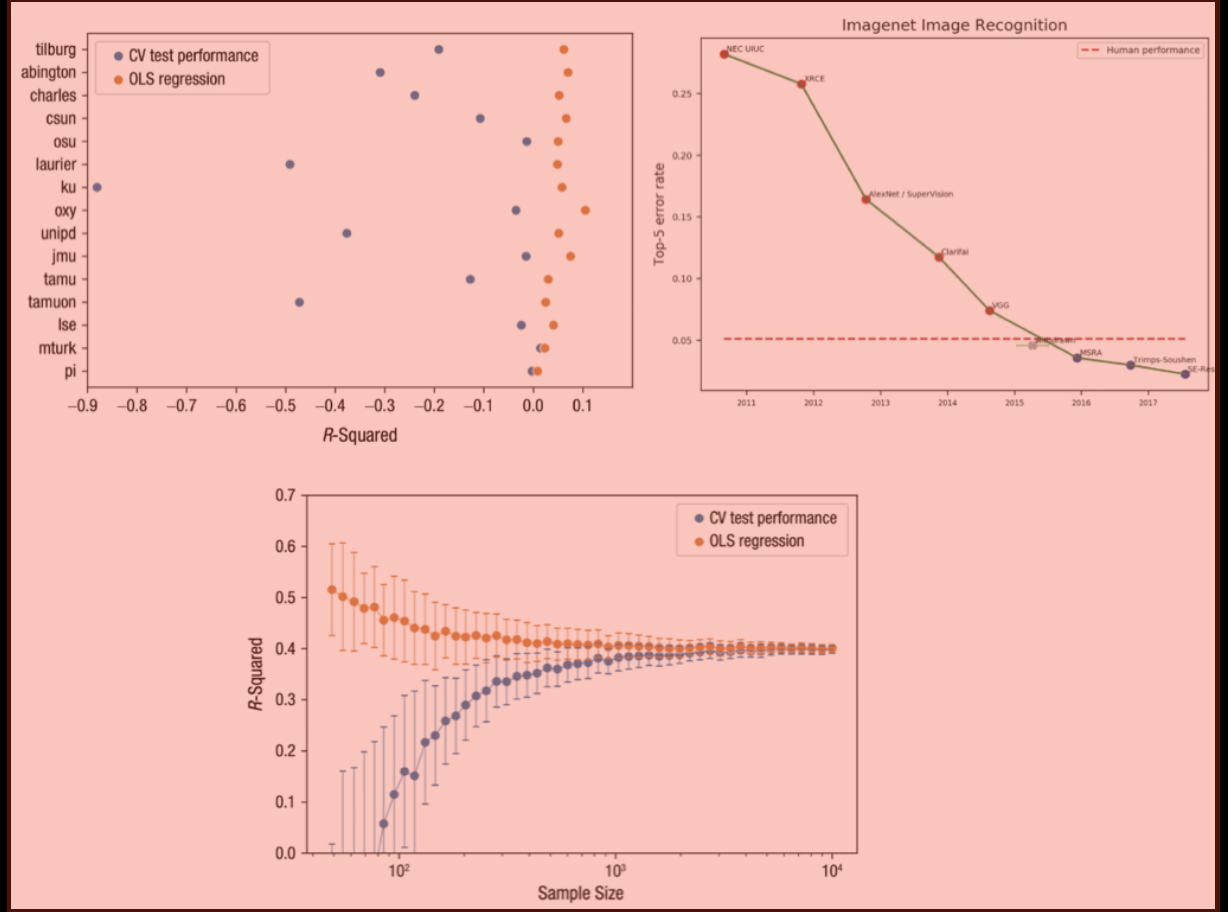 tilburg
abington
charles
csun
osu
laurier
ku
oxy
unipd
jmu
tamu
tamuon
lse
mturk
pi
CV test performance
OLS regression
−0.9 −0.8 −0.7 −0.6 −0.5 −0.4 −0.3 −0.2 −0.1 0.0 0.1
R-Squared
Imagenet Image Recognition
Human performance
NEC UIUC
XRCE
AlexNet / SuperVision
Clarifai
VGG
MSRA
Trimps-Soushen
SE-Res
Top-5 error rate
0.25
0.20
0.15
0.10
0.05
2011 2012 2013 2014 2015 2016 2017
CV test performance
OLS regression
R-Squared
0.7
0.6
0.5
0.4
0.3
0.2
0.1
0.0
10² 10³ 10⁴
Sample Size